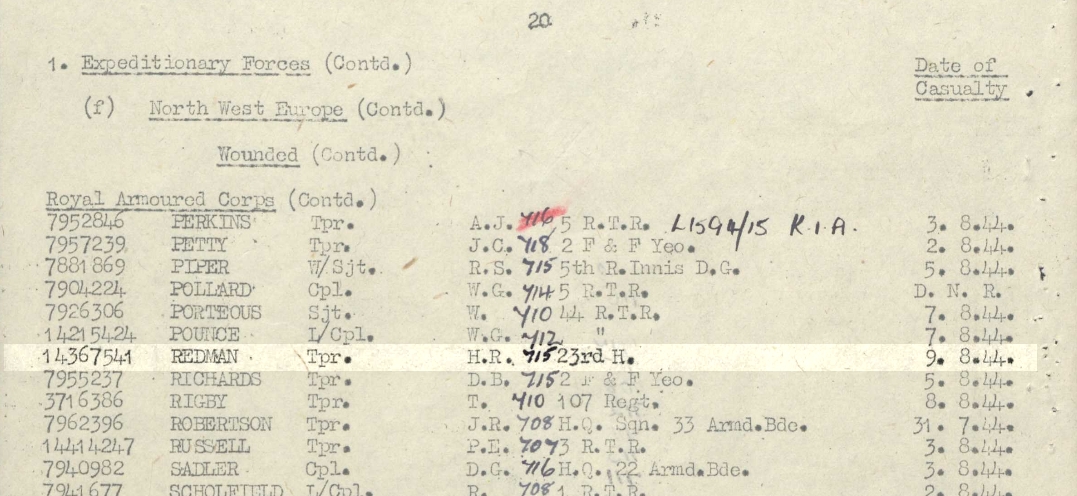 20
1. Expeditionary Forces (Contd.)
Date of
Casualty
(f) North West Europe (Contd.)
Wounded (Contd.)
Royal Armoured Corps (Contd.)
7952846 PERKINS Tpr. A.J. 716 5 R.T.R. L1594/15 K.I.A. 3. 8.44.
7957239 PETTY Tpr. J.C. 718 2 F & F Yeo. 2. 8.44.
7881869 PIPER W/Sjt. R.S. 715 5th R.Innis D.G. 5. 8.44.
7904224 POLLARD Cpl. W.G. 714 5 R.T.R. D. N. R.
7926306 PORTEOUS Sjt. W. 710 44 R.T.R. 7. 8.44.
14215424 POUNCE L/Cpl. W.G. 712 " 7. 8.44.
14367541 REDMAN Tpr. H.R. 715 23rd H. 9. 8.44.
7955237 RICHARDS Tpr. D.B. 715 2 F & F Yeo. 5. 8.44.
3716386 RIGBY Tpr. T. 710 107 Regt. 8. 8.44.
7962396 ROBERTSON Tpr. J.R. 708 H.Q. Sqn. 33 Armd.Bde. 31. 7.44.
14414247 RUSSELL Tpr. P.E. 707 3 R.T.R. 3. 8.44.
7940982 SADLER Cpl. D.G. 716 H.Q. 22 Armd.Bde. 3. 8.44.
7941677 SCHOLFIELD L/Cpl. R. 708 1 R.T.R. 2. 8.44.